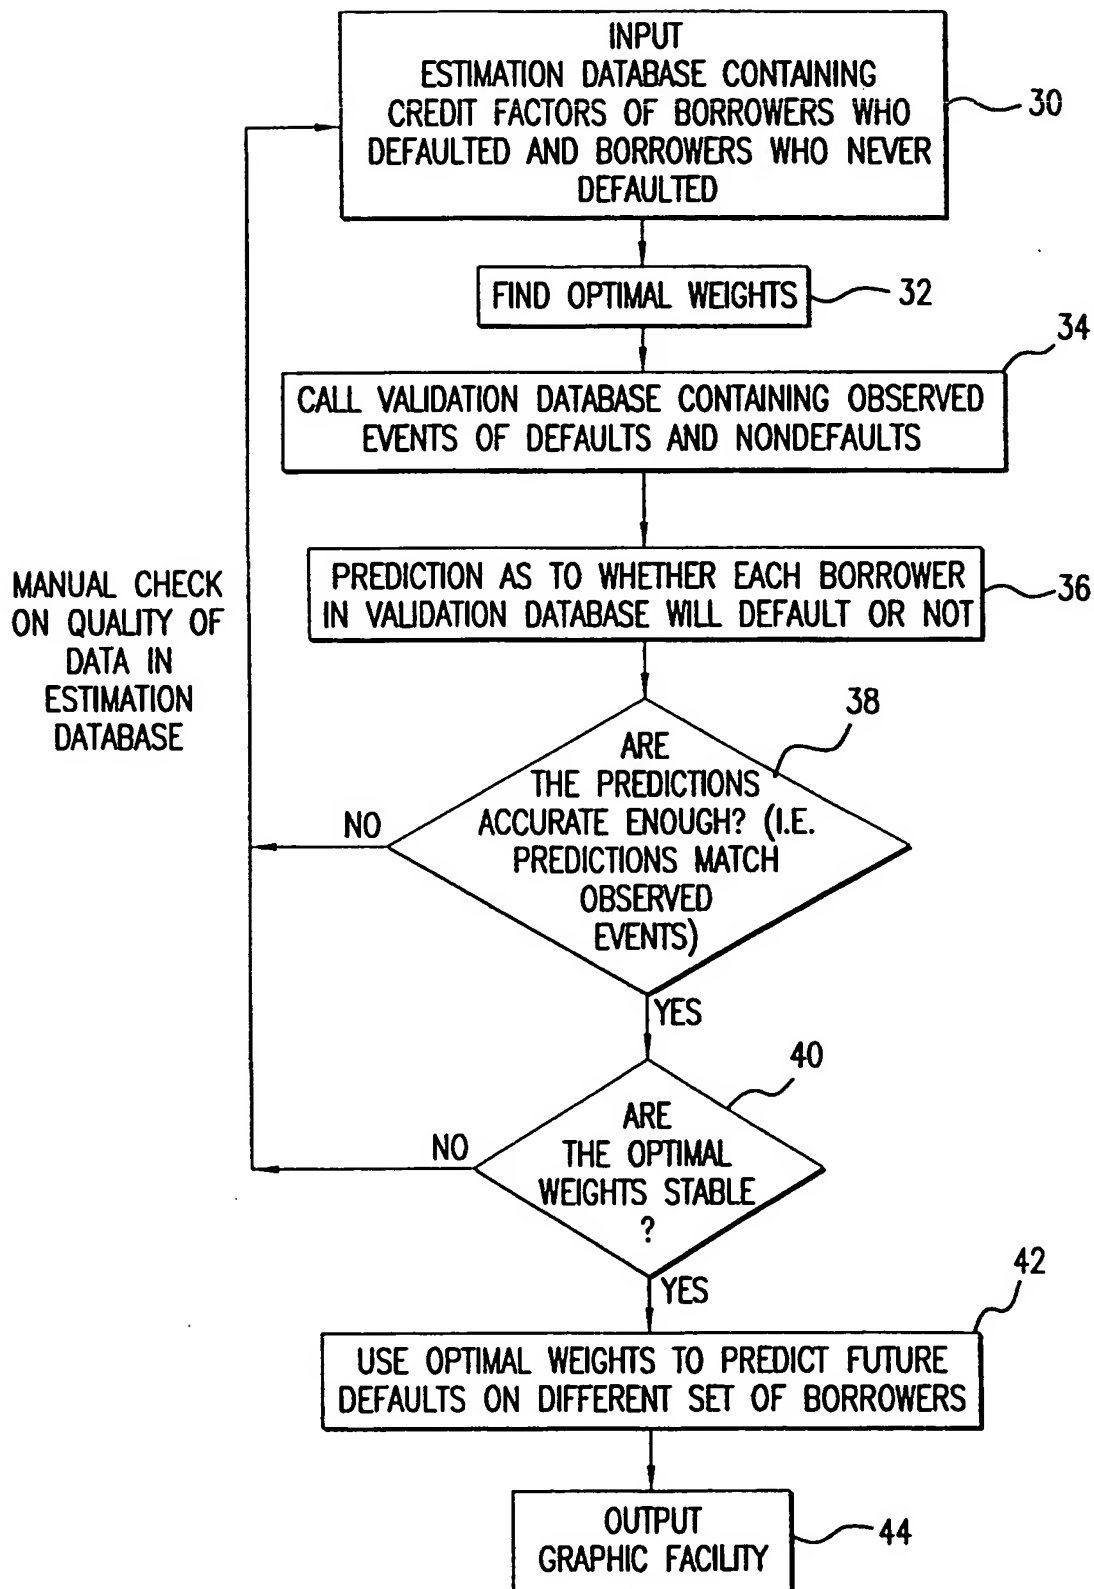 INPUT
ESTIMATION DATABASE CONTAINING
CREDIT FACTORS OF BORROWERS WHO
DEFAULTED AND BORROWERS WHO NEVER
DEFAULTED
30
FIND OPTIMAL WEIGHTS
32
34
CALL VALIDATION DATABASE CONTAINING OBSERVED
EVENTS OF DEFAULTS AND NONDEFAULTS
PREDICTION AS TO WHETHER EACH BORROWER
IN VALIDATION DATABASE WILL DEFAULT OR NOT
36
MANUAL CHECK
ON QUALITY OF
DATA IN
ESTIMATION
DATABASE
38
ARE
THE PREDICTIONS
ACCURATE ENOUGH? (I.E.
PREDICTIONS MATCH
OBSERVED
EVENTS)
NO
YES
40
ARE
THE OPTIMAL
WEIGHTS STABLE
?
NO
YES
42
USE OPTIMAL WEIGHTS TO PREDICT FUTURE
DEFAULTS ON DIFFERENT SET OF BORROWERS
OUTPUT
GRAPHIC FACILITY
44